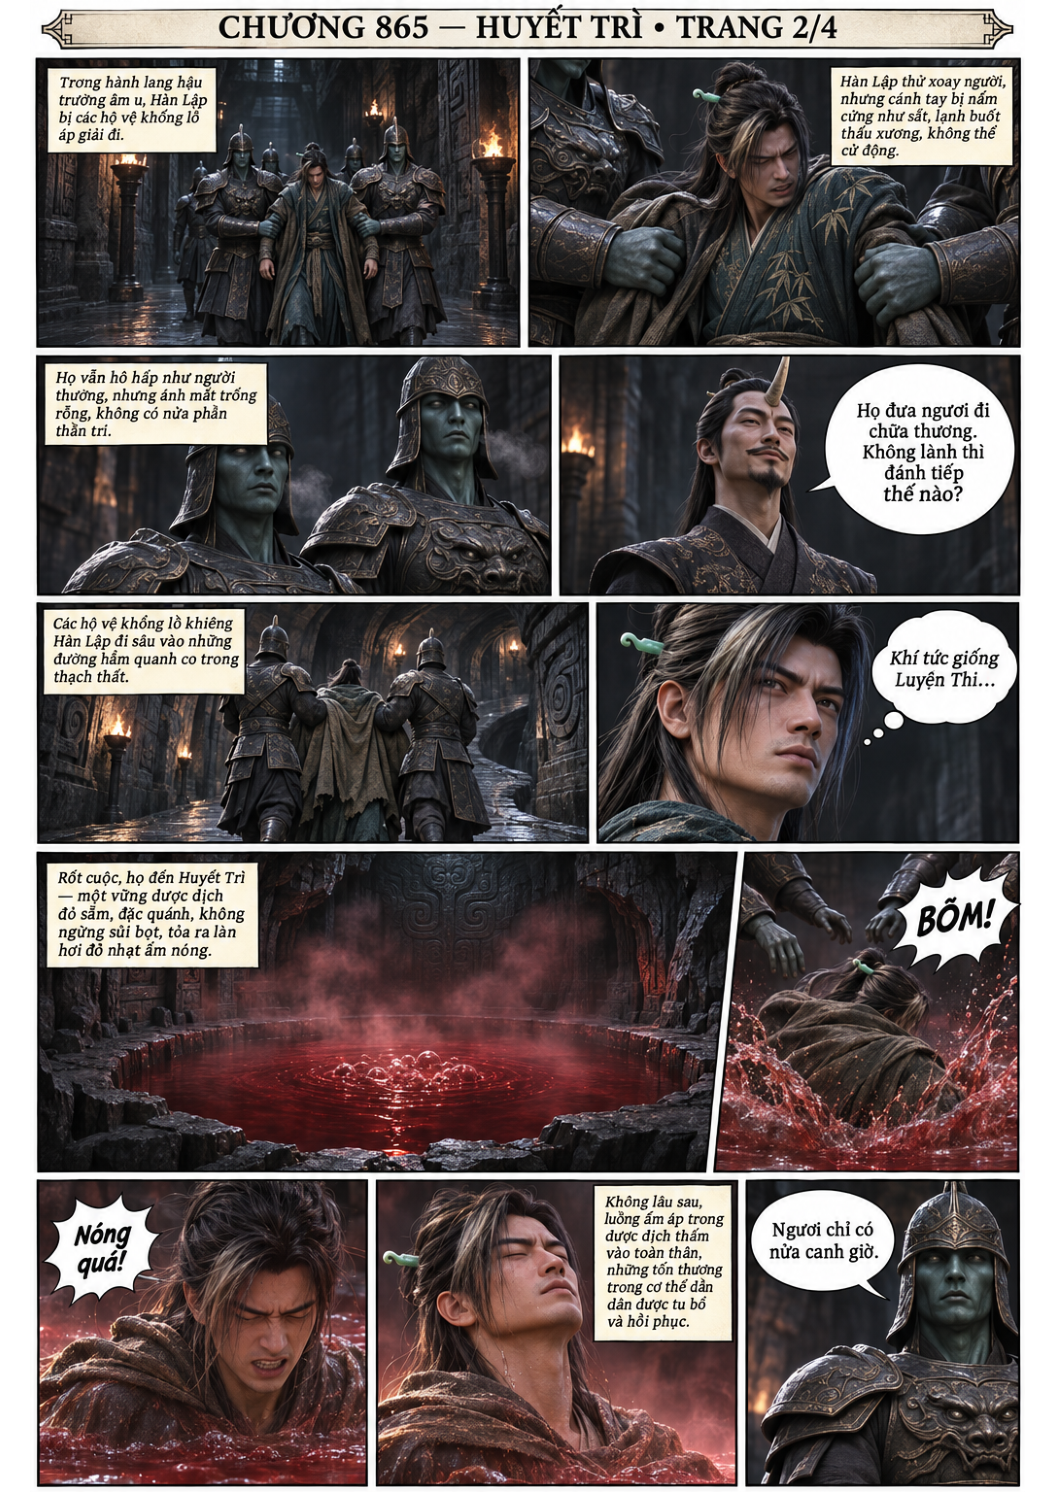 CHƯƠNG 865 — HUYẾT TRÌ • TRANG 2/4
Trong hành lang hậu
trường âm u, Hàn Lập
bị các hộ vệ khổng lồ
áp giải đi.
Hàn Lập thử xoay người,
nhưng cánh tay bị nắm
cứng như sắt, lạnh buốt
thấu xương, không thể
cử động.
Họ vẫn hô hấp như người
thường, nhưng ánh mắt trống
rỗng, không có nửa phần
thần trí.
Họ đưa ngươi đi
chữa thương.
Không lành thì
đánh tiếp
thế nào?
Các hộ vệ khổng lồ khiêng
Hàn Lập đi sâu vào những
đường hầm quanh co trong
thạch thất.
Khí tức giống
Luyện Thi...
Rốt cuộc, họ đến Huyết Trì
— một vũng dược dịch
đỏ sẫm, đặc quánh, không
ngừng sủi bọt, tỏa ra làn
hơi đỏ nhạt ẩm nóng.
BÕM!
Nóng
quá!
Không lâu sau,
luồng ấm áp trong
dược dịch thấm
vào toàn thân,
những tổn thương
trong cơ thể dần
dần được tu bổ
và hồi phục.
Ngươi chỉ có
nửa canh giờ.